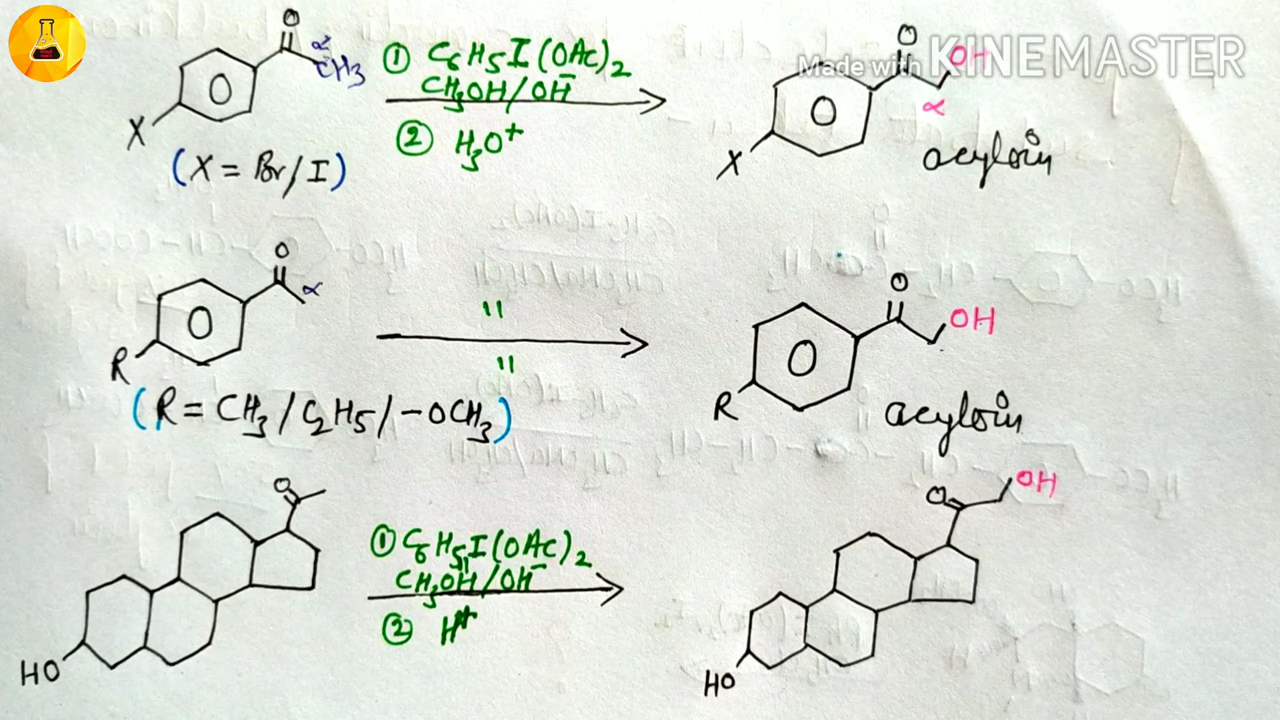 O
α
CH3
X
(X = Br/I)
① C6H5I(OAc)2
CH3OH/OH⁻
② H3O⁺
Made with KINEMASTER
O
OH
α
X
acyloin
O
α
R
(R = CH3/C2H5/-OCH3)
"
"
O
OH
R
acyloin
O
HO
① C6H5I(OAc)2
CH3OH/OH⁻
② H⁺
O
OH
HO